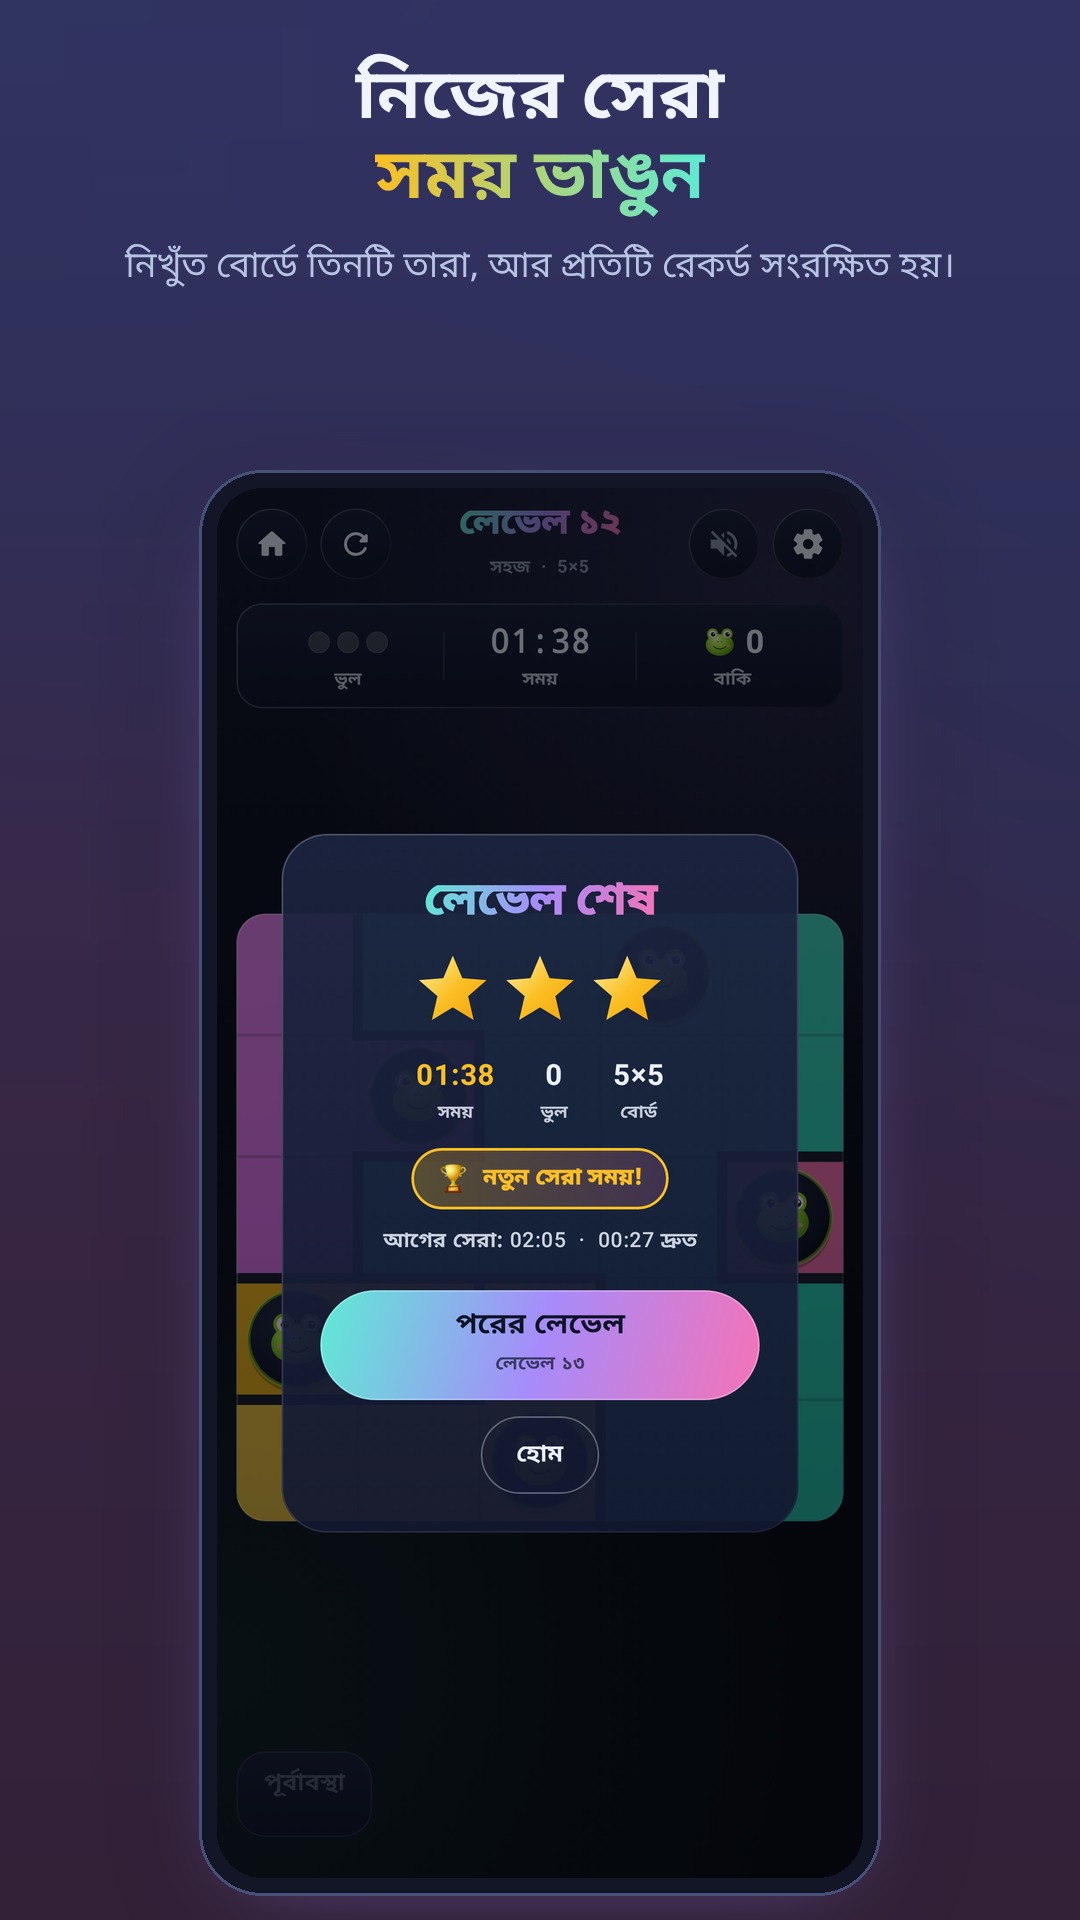 নিজের সেরা
সময় ভাঙুন
নিখুঁত বোর্ডে তিনটি তারা, আর প্রতিটি রেকর্ড সংরক্ষিত হয়।
লেভেল ১২
সহজ · 5×5
01:38 0
ভুল সময় বাকি
লেভেল শেষ
01:38 0 5×5
সময় ভুল বোর্ড
নতুন সেরা সময়!
আগের সেরা: 02:05 · 00:27 দ্রুত
পরের লেভেল
লেভেল ১৩
হোম
পূর্বাবস্থা